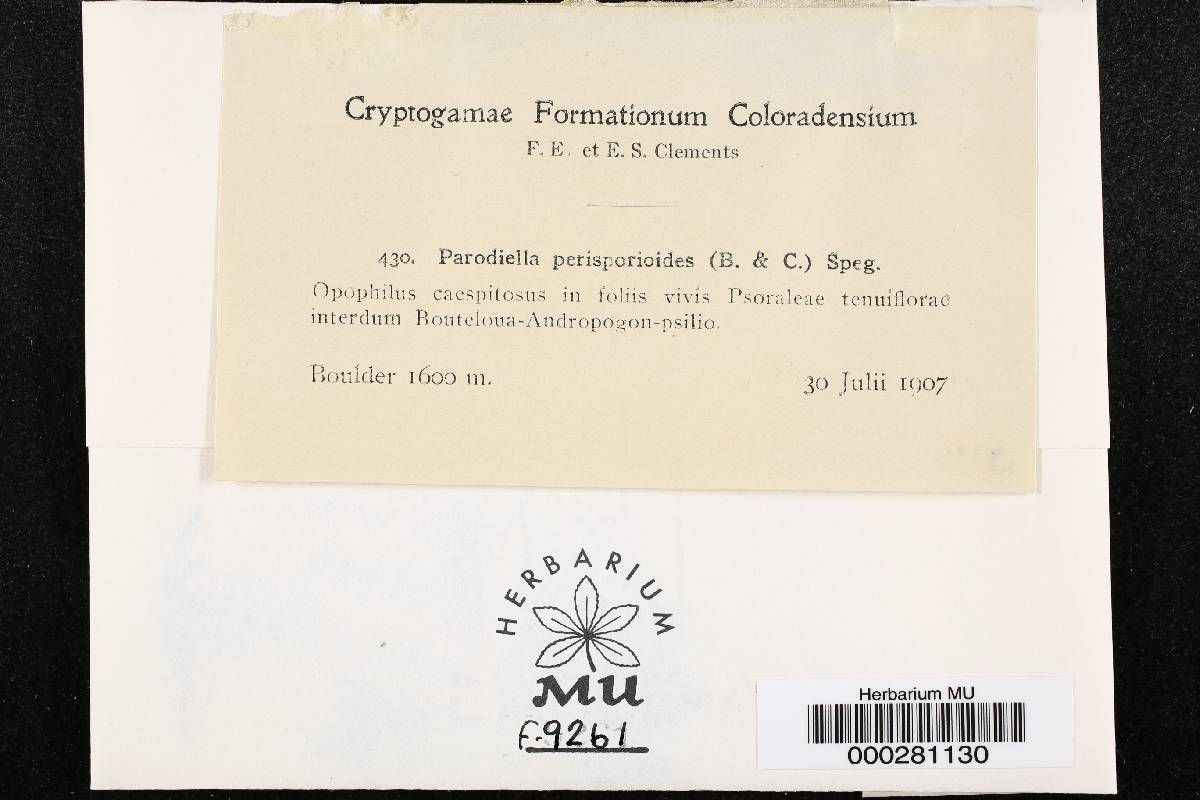 Cryptogamae Formationum Coloradensium
F. E. et E. S. Clements
430. Parodiella perisporioides (B. & C.) Speg.
Opophilus caespitosus in foliis vivis Psoraleae tenuiflorae
interdum Bouteloua-Andropogon-psilio.
Boulder 1600 m. 30 Julii 1907
HERBARIUM
MU
F-9261
Herbarium MU
000281130